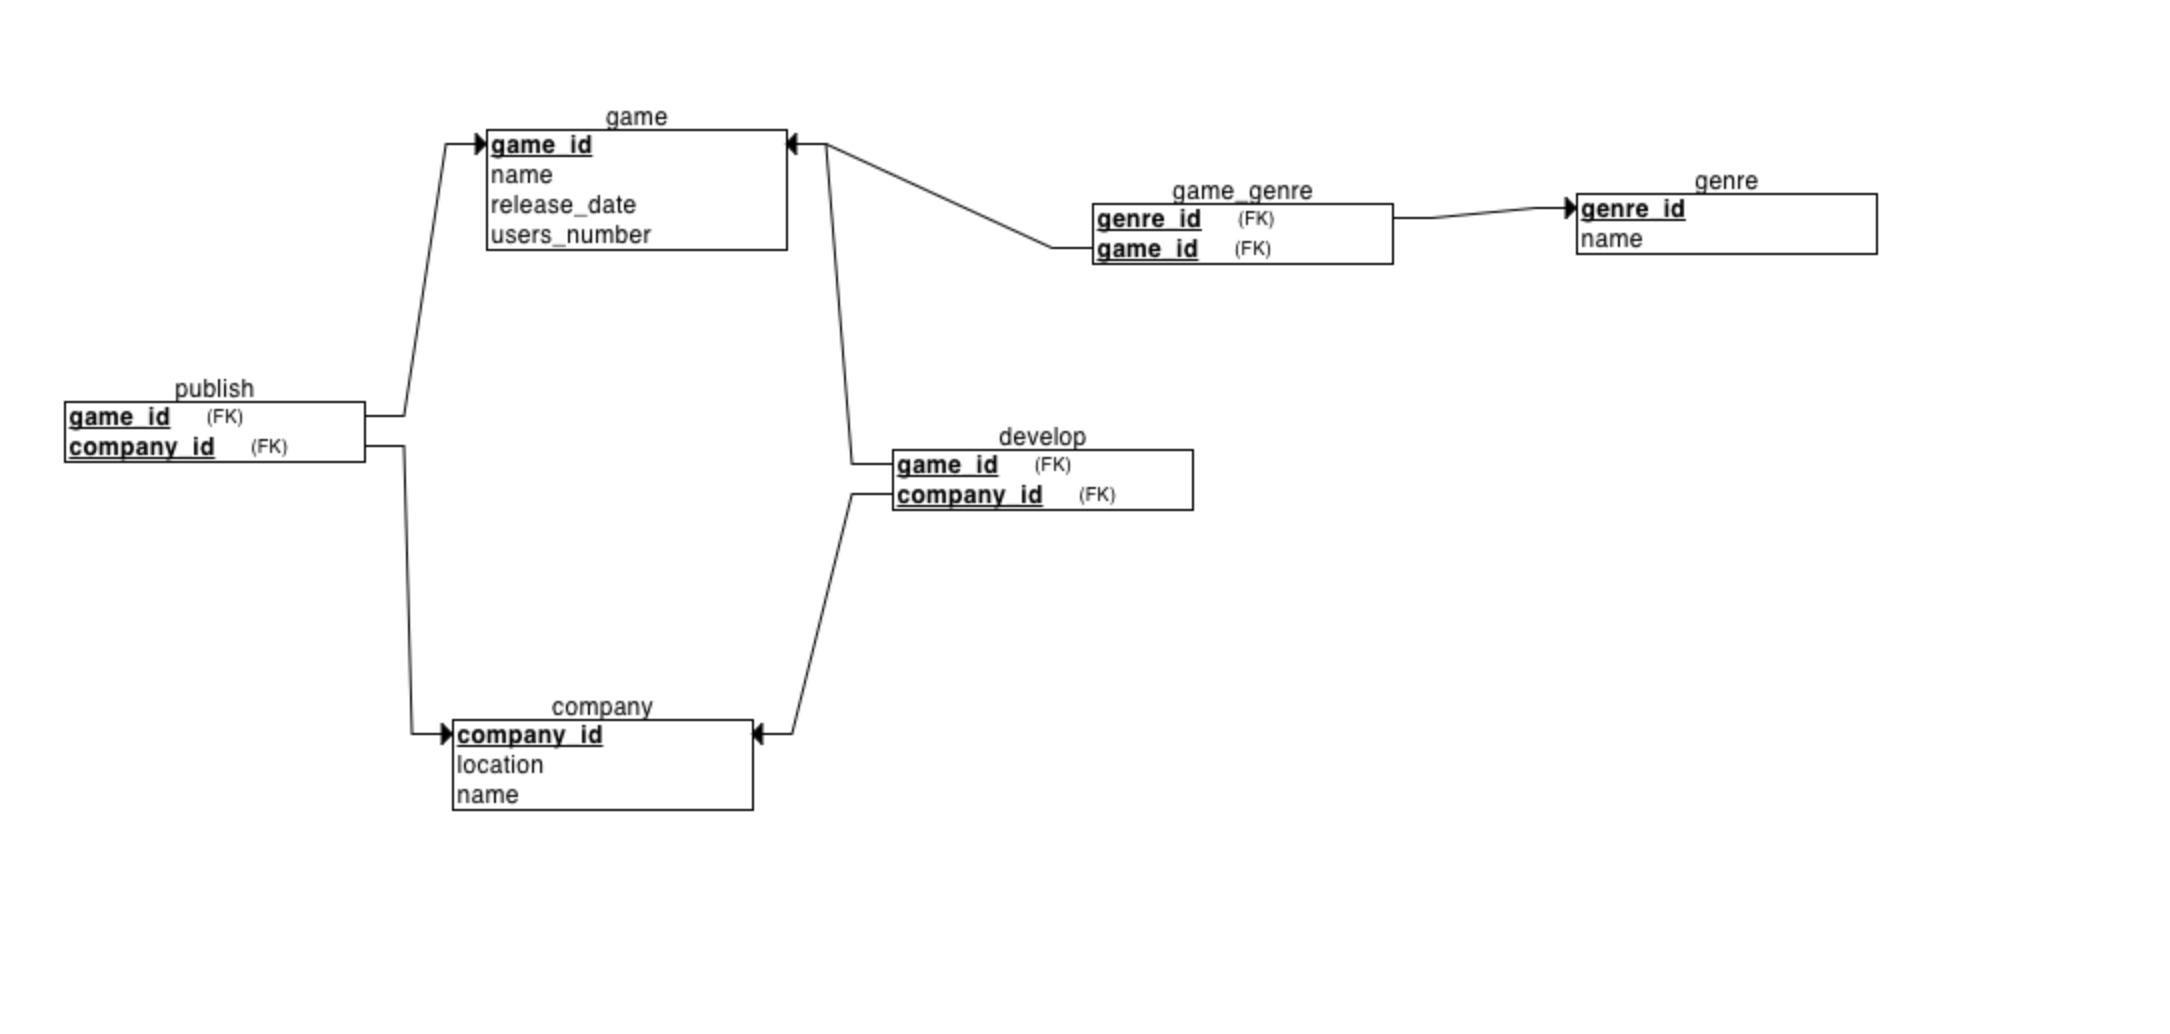 game
game_id
name
release_date
users_number
game_genre
genre_id (FK)
game_id (FK)
genre
genre_id
name
publish
game_id (FK)
company_id (FK)
develop
game_id (FK)
company_id (FK)
company
company_id
location
name